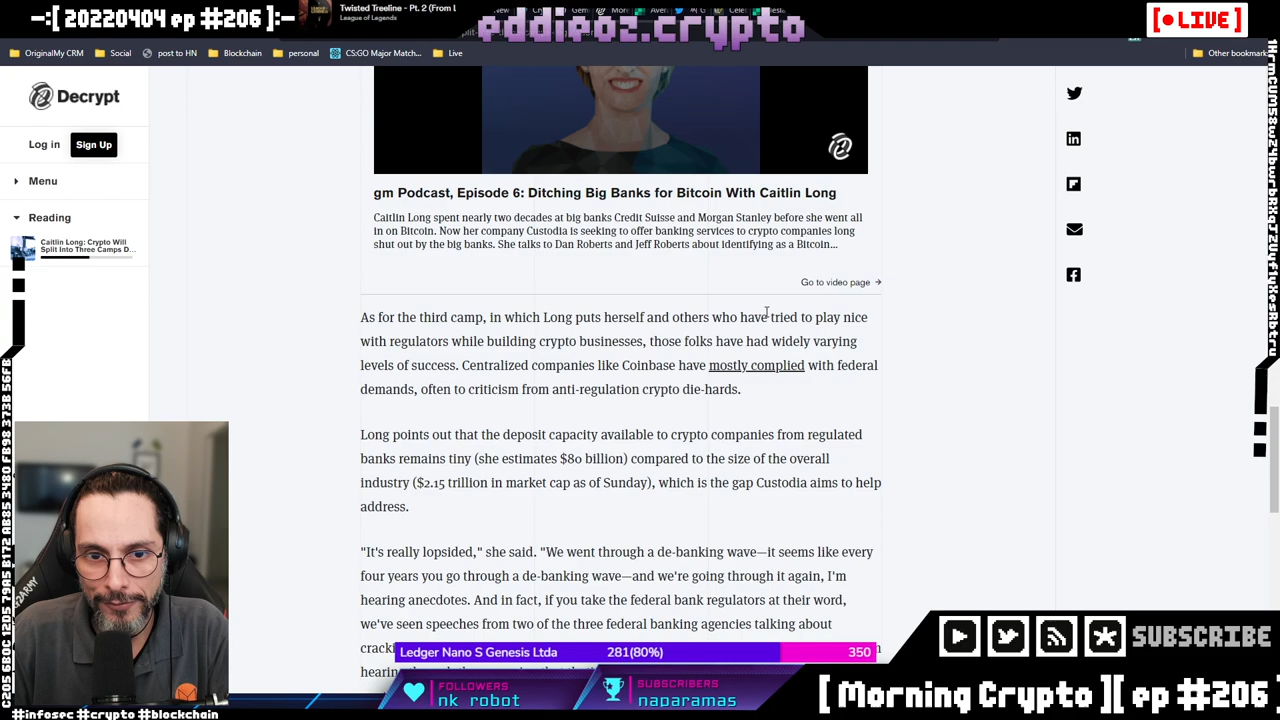 -:[ 20220404 ep #206 ]:-
Twisted Treeline - Pt. 2 (From L
League of Legends
eddieoz.crypto
[• LIVE ]
OriginalMy CRM
Social
post to HN
Blockchain
personal
CS:GO Major Match...
Live
Other bookmark
Decrypt
Log in
Sign Up
Menu
Reading
Caitlin Long: Crypto Will
Split Into Three Camps D...
gm Podcast, Episode 6: Ditching Big Banks for Bitcoin With Caitlin Long
Caitlin Long spent nearly two decades at big banks Credit Suisse and Morgan Stanley before she went all
in on Bitcoin. Now her company Custodia is seeking to offer banking services to crypto companies long
shut out by the big banks. She talks to Dan Roberts and Jeff Roberts about identifying as a Bitcoin...
Go to video page →
As for the third camp, in which Long puts herself and others who have tried to play nice
with regulators while building crypto businesses, those folks have had widely varying
levels of success. Centralized companies like Coinbase have mostly complied with federal
demands, often to criticism from anti-regulation crypto die-hards.
Long points out that the deposit capacity available to crypto companies from regulated
banks remains tiny (she estimates $80 billion) compared to the size of the overall
industry ($2.15 trillion in market cap as of Sunday), which is the gap Custodia aims to help
address.
"It's really lopsided," she said. "We went through a de-banking wave—it seems like every
four years you go through a de-banking wave—and we're going through it again, I'm
hearing anecdotes. And in fact, if you take the federal bank regulators at their word,
we've seen speeches from two of the three federal banking agencies talking about
Ledger Nano S Genesis Ltda
281(80%)
350
FOLLOWERS
nk_robot
SUBSCRIBERS
naparamas
SUBSCRIBE
[ Morning Crypto ][ ep #206 ]
#infosec #crypto #blockchain